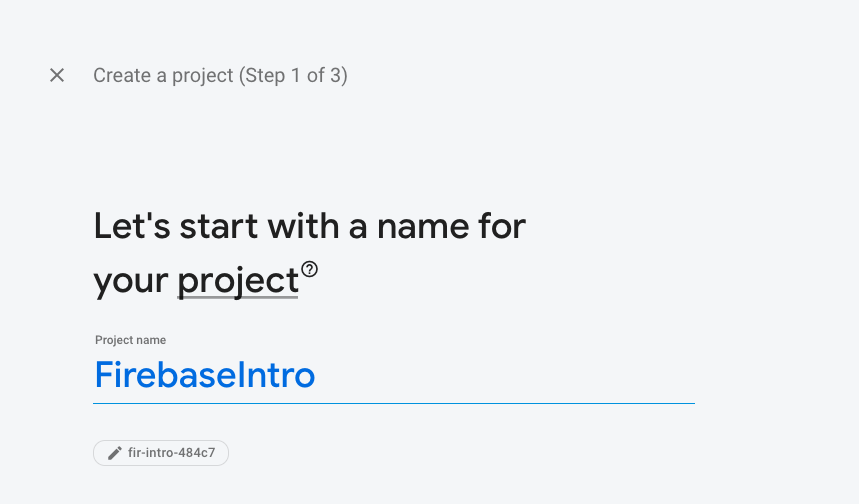 Create a project (Step 1 of 3)
Let's start with a name for
your project
Project name
FirebaseIntro
fir-intro-484c7